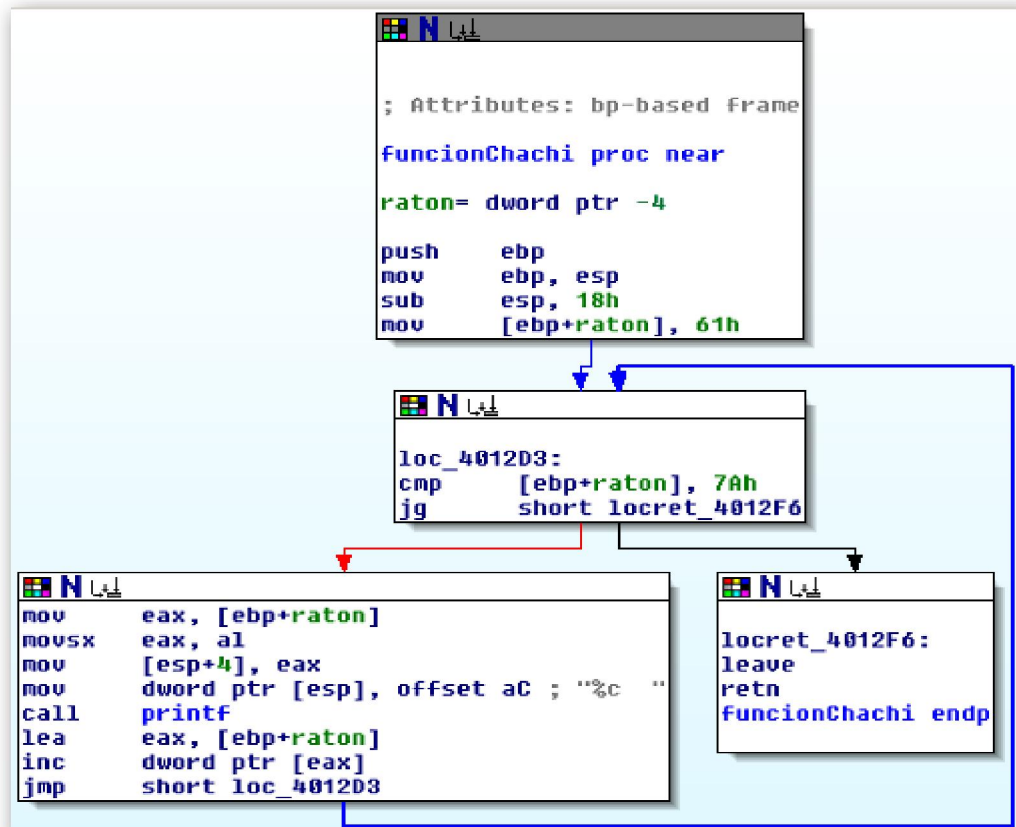 N
; Attributes: bp-based frame
funcionChachi proc near
raton= dword ptr -4
push ebp
mov ebp, esp
sub esp, 18h
mov [ebp+raton], 61h
N
loc_4012D3:
cmp [ebp+raton], 7Ah
jg short locret_4012F6
N
mov eax, [ebp+raton]
movsx eax, al
mov [esp+4], eax
mov dword ptr [esp], offset aC ; "%c "
call printf
lea eax, [ebp+raton]
inc dword ptr [eax]
jmp short loc_4012D3
N
locret_4012F6:
leave
retn
funcionChachi endp